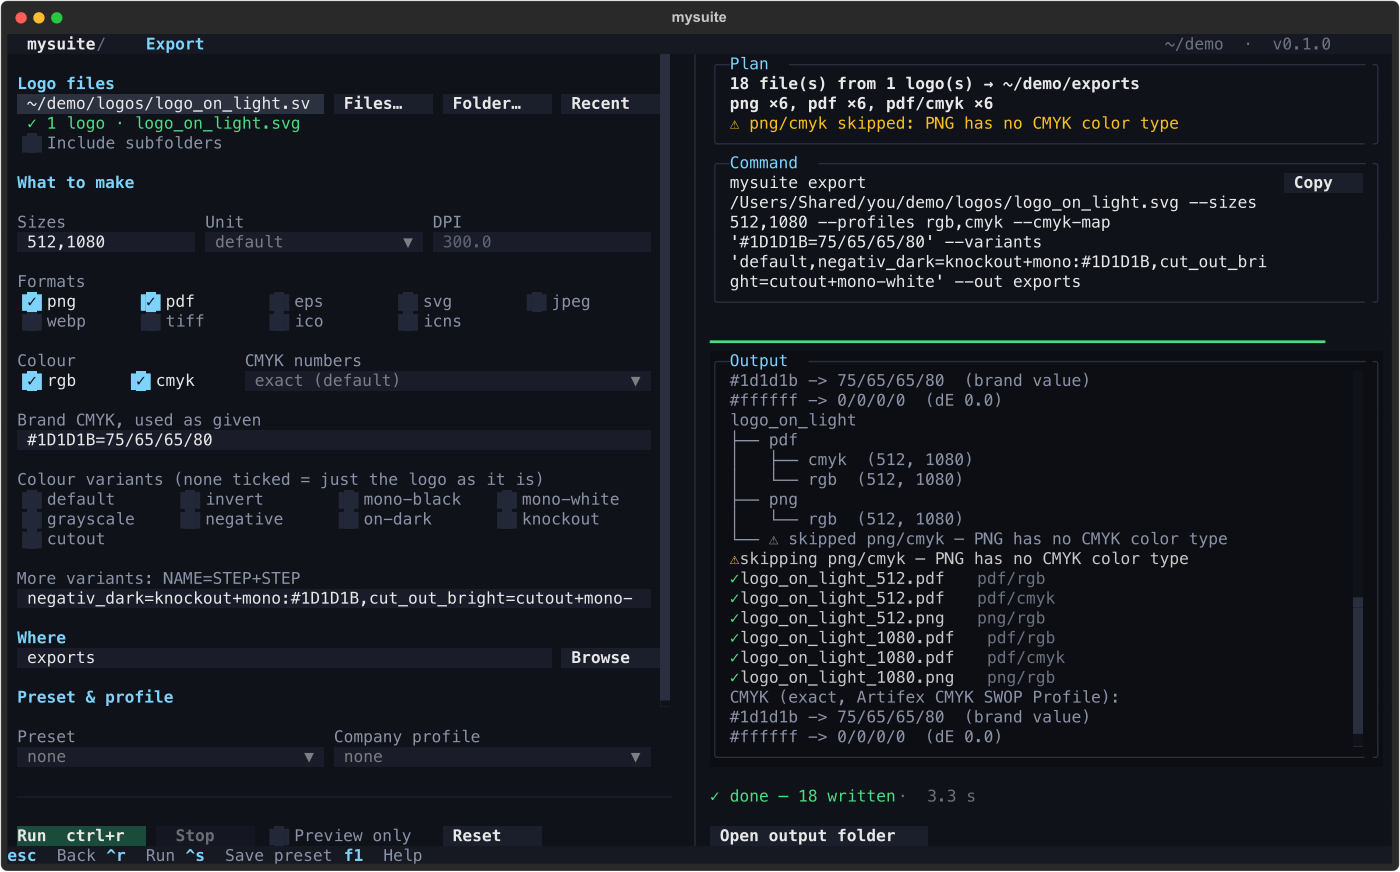 mysuite
mysuite/ Export ~/demo · v0.1.0
Logo files
~/demo/logos/logo_on_light.sv Files… Folder… Recent
✓ 1 logo · logo_on_light.svg
Include subfolders
What to make
Sizes Unit DPI
512,1080 default ▼ 300.0
Formats
✓ png ✓ pdf eps svg jpeg
webp tiff ico icns
Colour CMYK numbers
✓ rgb ✓ cmyk exact (default) ▼
Brand CMYK, used as given
#1D1D1B=75/65/65/80
Colour variants (none ticked = just the logo as it is)
default invert mono-black mono-white
grayscale negative on-dark knockout
cutout
More variants: NAME=STEP+STEP
negativ_dark=knockout+mono:#1D1D1B,cut_out_bright=cutout+mono-
Where
exports Browse
Preset & profile
Preset Company profile
none ▼ none ▼
Run ctrl+r Stop Preview only Reset
esc Back ^r Run ^s Save preset f1 Help
Plan
18 file(s) from 1 logo(s) → ~/demo/exports
png ×6, pdf ×6, pdf/cmyk ×6
⚠ png/cmyk skipped: PNG has no CMYK color type
Command
mysuite export Copy
/Users/Shared/you/demo/logos/logo_on_light.svg --sizes
512,1080 --profiles rgb,cmyk --cmyk-map
'#1D1D1B=75/65/65/80' --variants
'default,negativ_dark=knockout+mono:#1D1D1B,cut_out_bri
ght=cutout+mono-white' --out exports
Output
#1d1d1b -> 75/65/65/80 (brand value)
#ffffff -> 0/0/0/0 (dE 0.0)
logo_on_light
├── pdf
│   ├── cmyk (512, 1080)
│   └── rgb (512, 1080)
├── png
│   └── rgb (512, 1080)
└── ⚠ skipped png/cmyk — PNG has no CMYK color type
⚠skipping png/cmyk — PNG has no CMYK color type
✓logo_on_light_512.pdf pdf/rgb
✓logo_on_light_512.pdf pdf/cmyk
✓logo_on_light_512.png png/rgb
✓logo_on_light_1080.pdf pdf/rgb
✓logo_on_light_1080.pdf pdf/cmyk
✓logo_on_light_1080.png png/rgb
CMYK (exact, Artifex CMYK SWOP Profile):
#1d1d1b -> 75/65/65/80 (brand value)
#ffffff -> 0/0/0/0 (dE 0.0)
✓ done — 18 written · 3.3 s
Open output folder